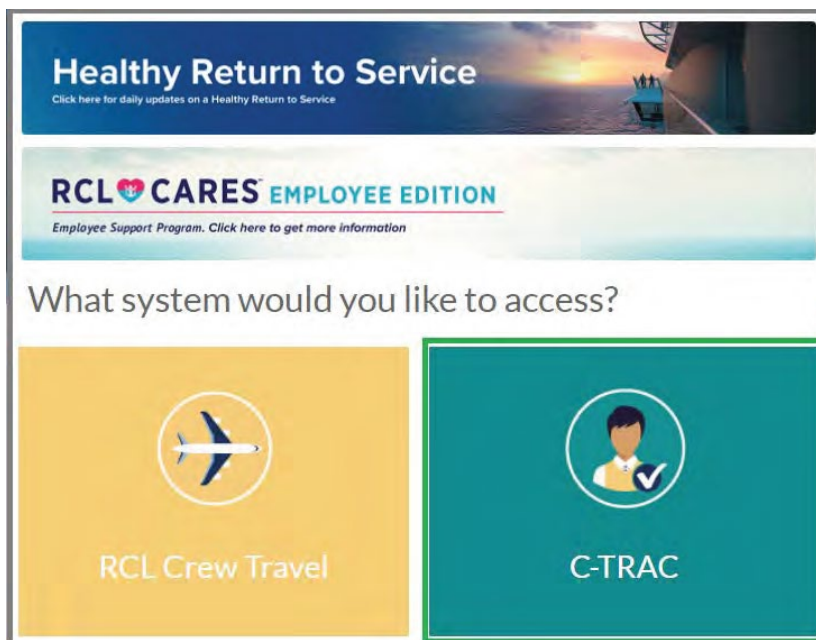 Healthy Return to Service
Click here for daily updates on a Healthy Return to Service
RCL CARES EMPLOYEE EDITION
Employee Support Program. Click here to get more information
What system would you like to access?
RCL Crew Travel
C-TRAC